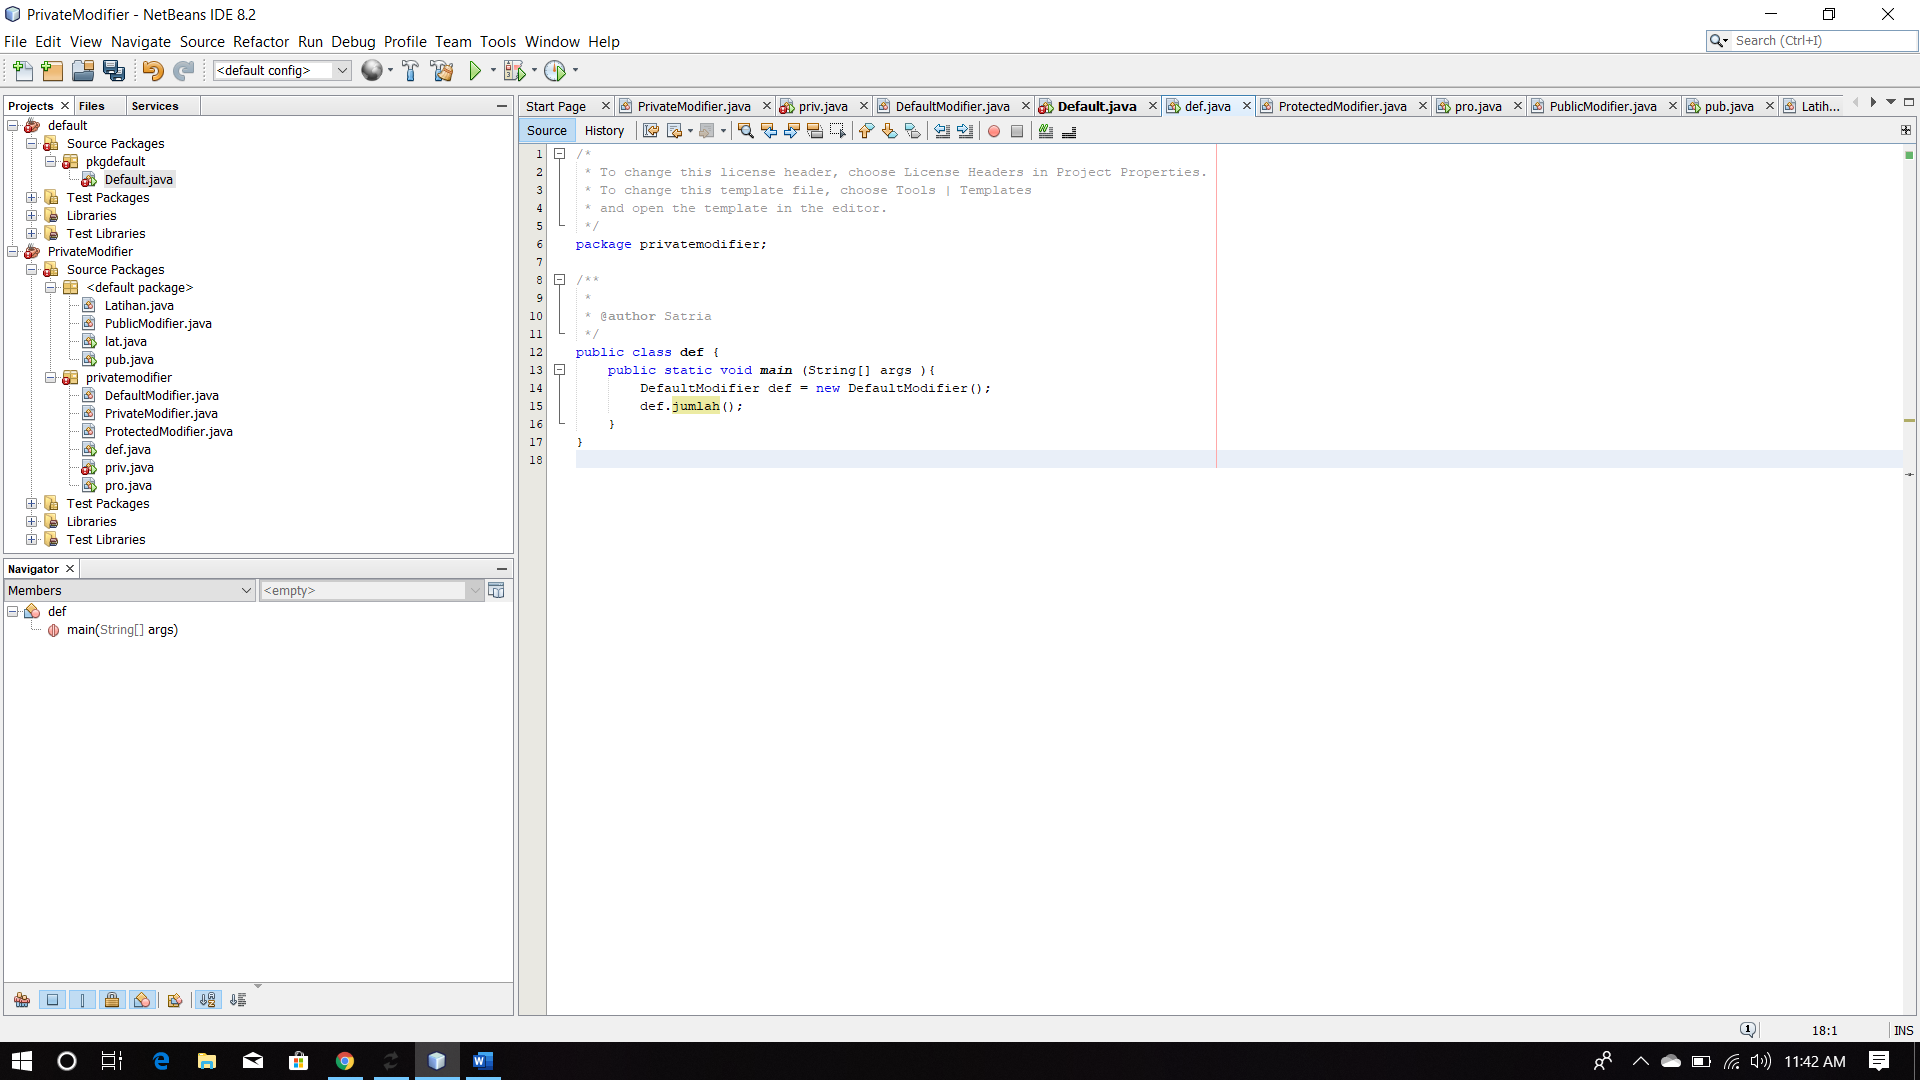 PrivateModifier - NetBeans IDE 8.2
File Edit View Navigate Source Refactor Run Debug Profile Team Tools Window Help
Search (Ctrl+I)
<default config>
Projects Files Services
default
Source Packages
pkgdefault
Default.java
Test Packages
Libraries
Test Libraries
PrivateModifier
Source Packages
<default package>
Latihan.java
PublicModifier.java
lat.java
pub.java
privatemodifier
DefaultModifier.java
PrivateModifier.java
ProtectedModifier.java
def.java
priv.java
pro.java
Test Packages
Libraries
Test Libraries
Navigator
Members
<empty>
def
main(String[] args)
Start Page PrivateModifier.java priv.java DefaultModifier.java Default.java def.java ProtectedModifier.java pro.java PublicModifier.java pub.java Latih...
Source History
1 /*
2 * To change this license header, choose License Headers in Project Properties.
3 * To change this template file, choose Tools | Templates
4 * and open the template in the editor.
5 */
6 package privatemodifier;
7
8 /**
9 *
10 * @author Satria
11 */
12 public class def {
13 public static void main (String[] args ){
14 DefaultModifier def = new DefaultModifier();
15 def.jumlah();
16 }
17 }
18
18:1 INS
11:42 AM